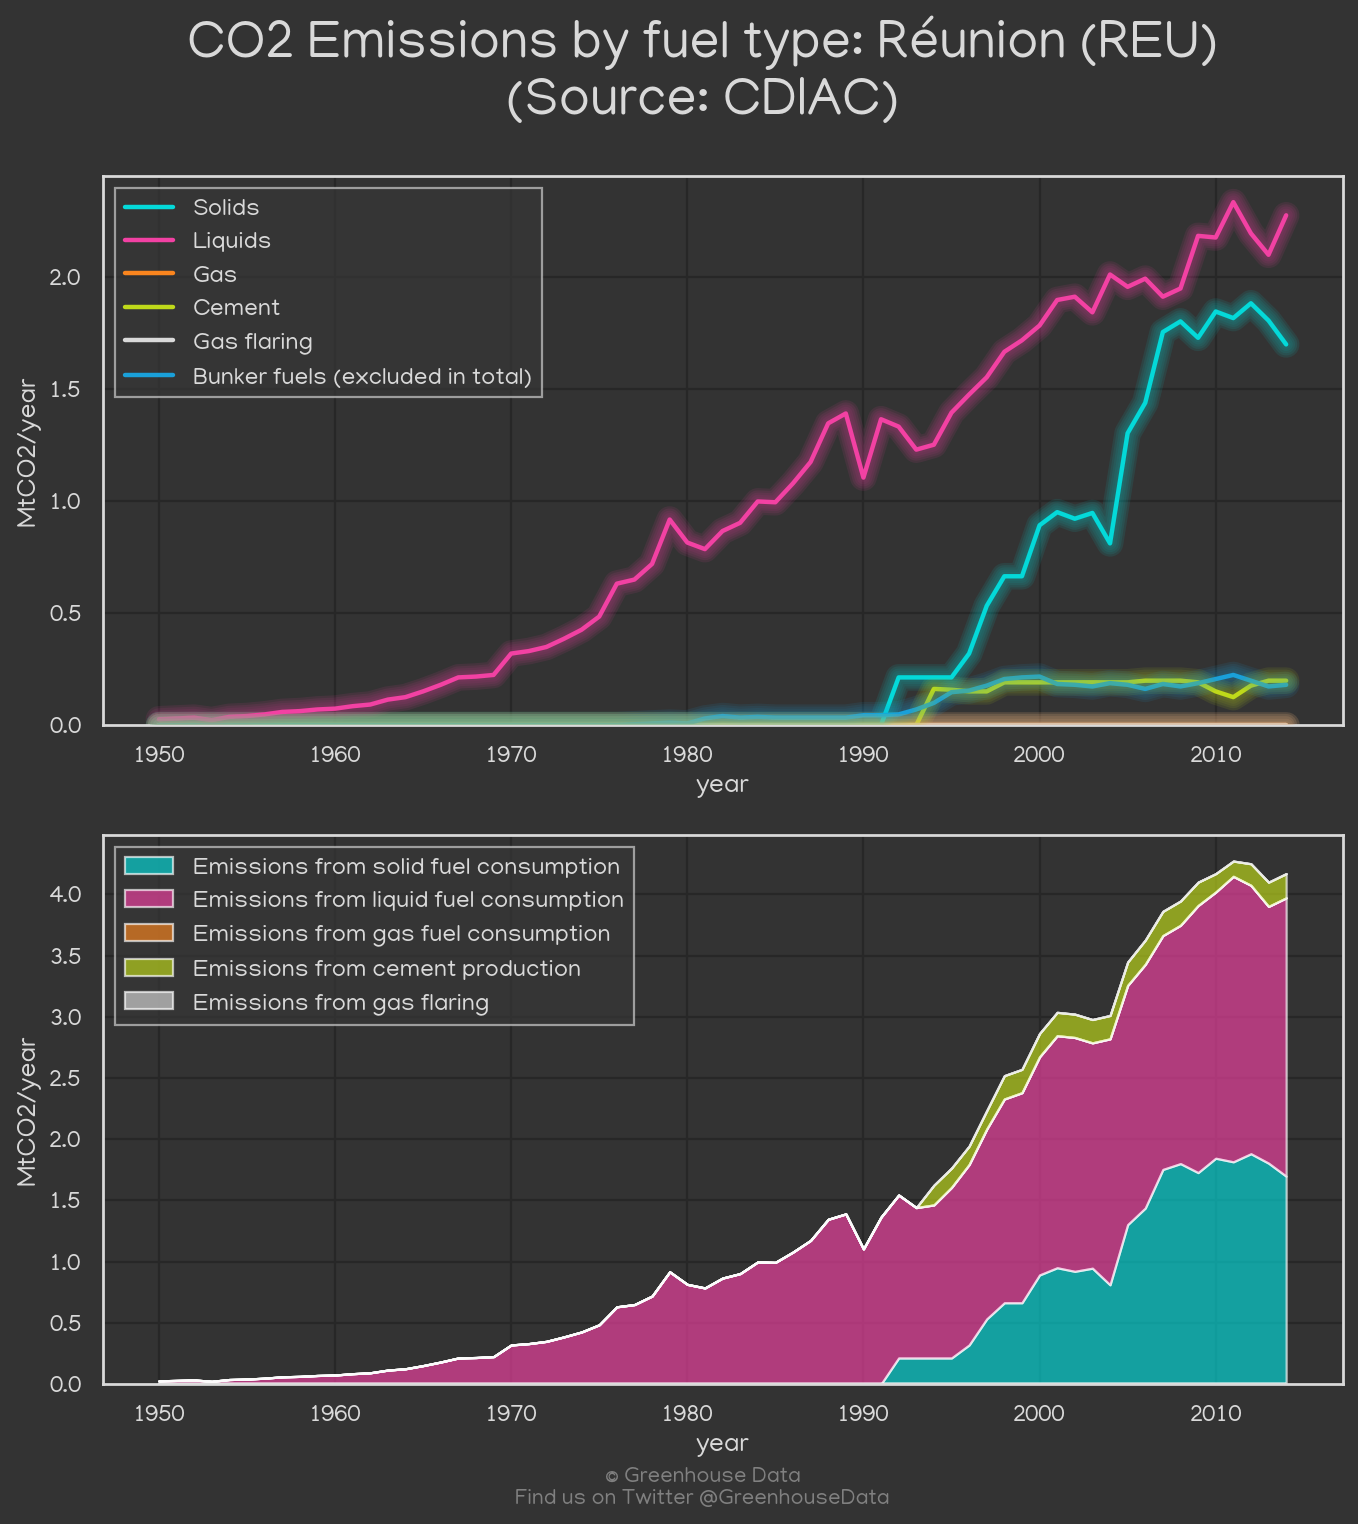 CO2 Emissions by fuel type: Réunion (REU)
(Source: CDIAC)
Solids
Liquids
Gas
Cement
Gas flaring
Bunker fuels (excluded in total)
MtCO2/year
2.0
1.5
1.0
0.5
0.0
1950 1960 1970 1980 1990 2000 2010
year
Emissions from solid fuel consumption
Emissions from liquid fuel consumption
Emissions from gas fuel consumption
Emissions from cement production
Emissions from gas flaring
MtCO2/year
4.0
3.5
3.0
2.5
2.0
1.5
1.0
0.5
0.0
1950 1960 1970 1980 1990 2000 2010
year
© Greenhouse Data
Find us on Twitter @GreenhouseData